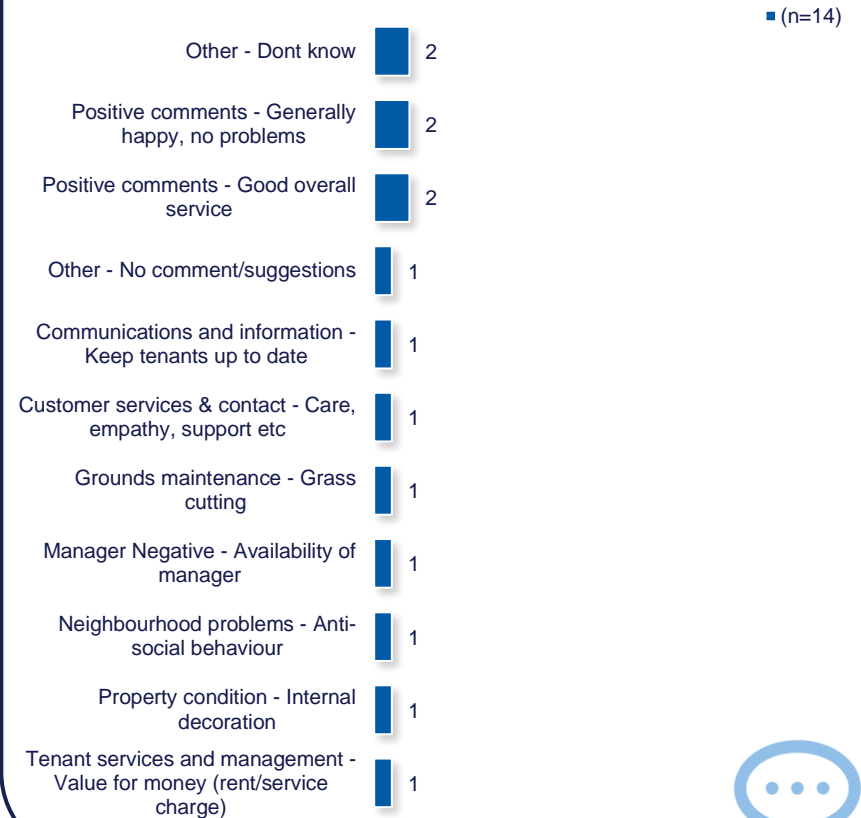 (n=14)
Other - Dont know
2
Positive comments - Generally
happy, no problems
2
Positive comments - Good overall
service
2
Other - No comment/suggestions
1
Communications and information -
Keep tenants up to date
1
Customer services & contact - Care,
empathy, support etc
1
Grounds maintenance - Grass
cutting
1
Manager Negative - Availability of
manager
1
Neighbourhood problems - Anti-
social behaviour
1
Property condition - Internal
decoration
1
Tenant services and management -
Value for money (rent/service
charge)
1